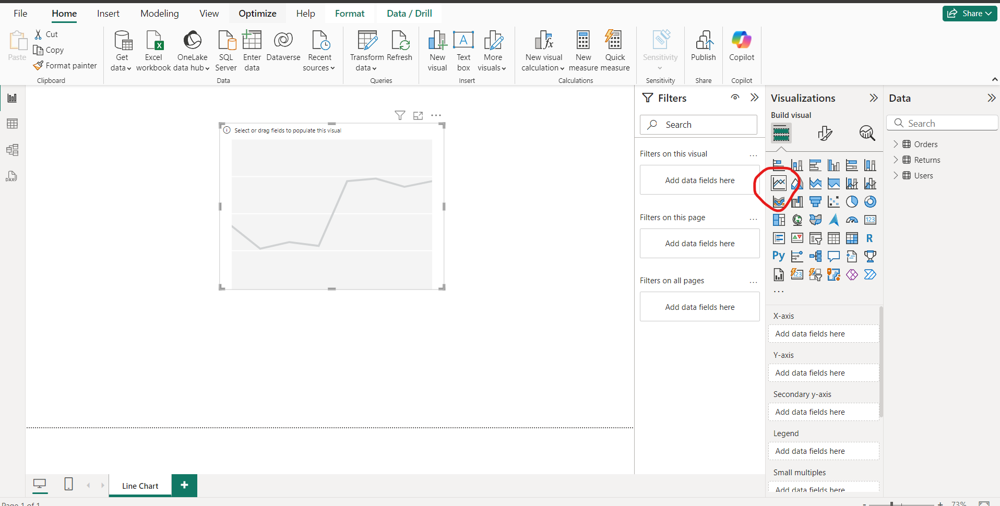 File Home Insert Modeling View Optimize Help Format Data / Drill Share
Paste
Cut
Copy
Format painter
Clipboard
Get data
Excel workbook
OneLake data hub
SQL Server
Enter data
Dataverse
Recent sources
Data
Transform data
Refresh
Queries
New visual
Text box
More visuals
Insert
New visual calculation
New measure
Quick measure
Calculations
Sensitivity
Sensitivity
Publish
Share
Copilot
Copilot
Select or drag fields to populate this visual
Filters
Search
Filters on this visual
Add data fields here
Filters on this page
Add data fields here
Filters on all pages
Add data fields here
Visualizations
Build visual
123
R
Py
123
X-axis
Add data fields here
Y-axis
Add data fields here
Secondary y-axis
Add data fields here
Legend
Add data fields here
Small multiples
Add data fields here
Data
Search
Orders
Returns
Users
DAX
Line Chart
Page 1 of 1
73%